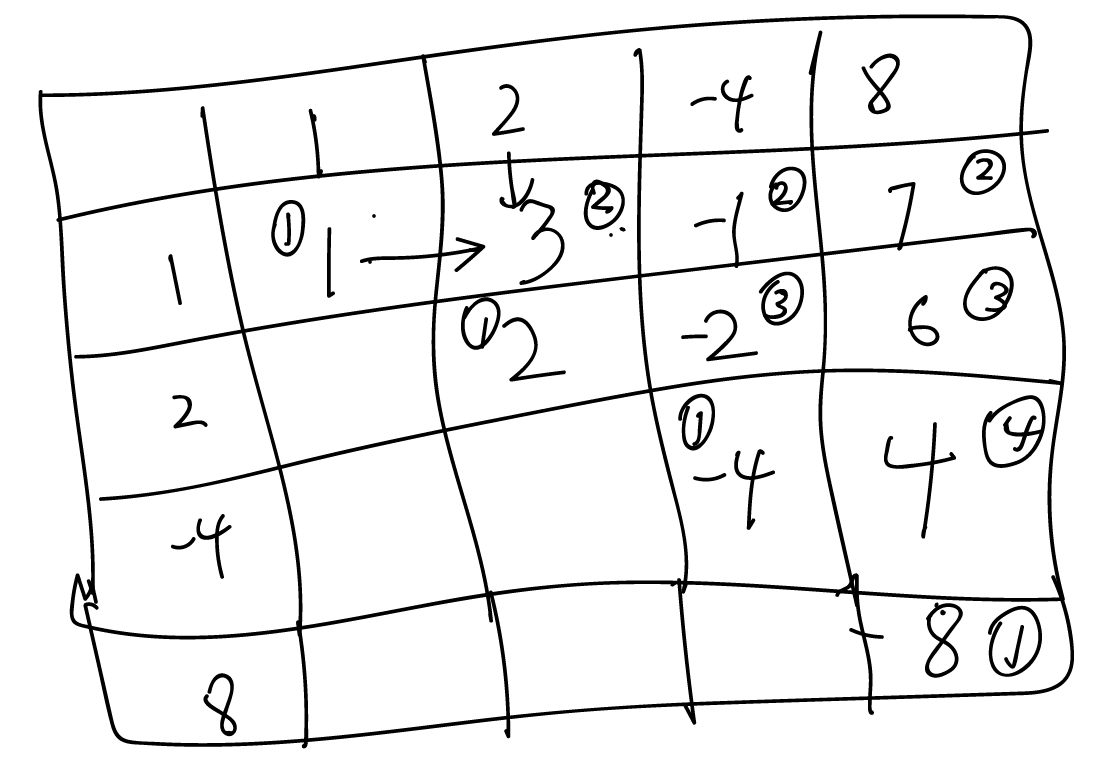 1 2 -4 8
1 ① 1 → 3 ② -1 ② 7 ②
2 ① 2 -2 ③ 6 ③
-4 ① -4 4 ④
8 -8 ①